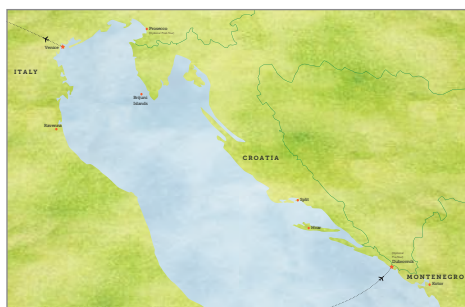 Venice
ITALY
Ravenna
Brijuni
Islands
CROATIA
Split
Hvar
Dubrovnik
MONTENEGRO
Kotor